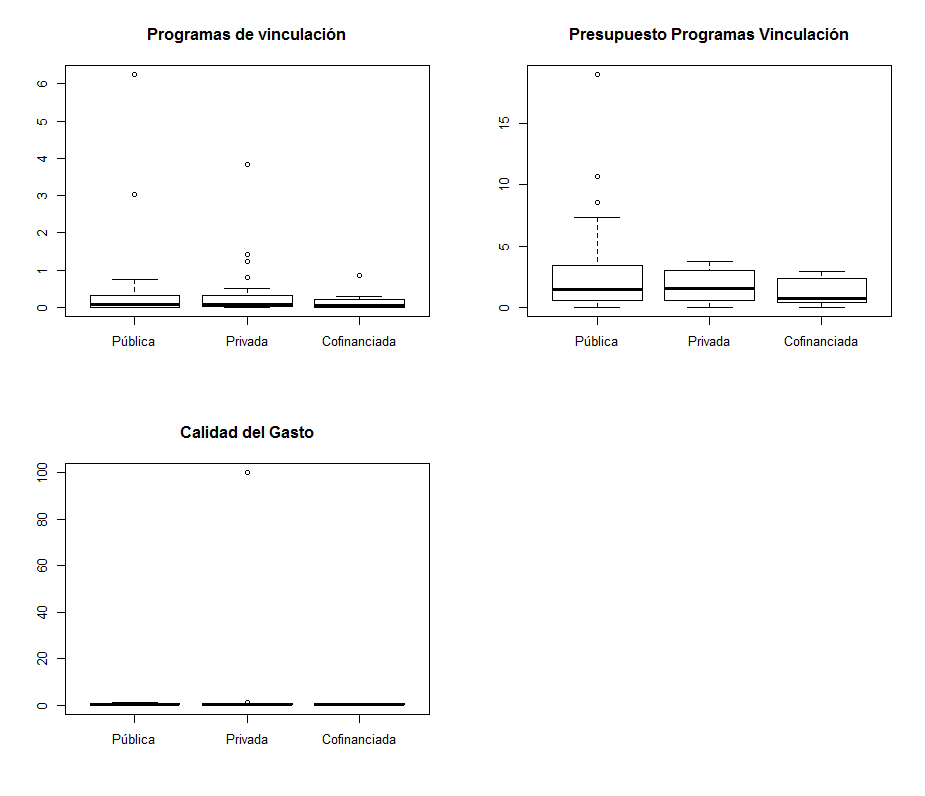 Programas de vinculación
6
5
4
3
2
1
0
Pública Privada Cofinanciada
Presupuesto Programas Vinculación
15
10
5
0
Pública Privada Cofinanciada
Calidad del Gasto
100
80
60
40
20
0
Pública Privada Cofinanciada